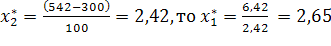 x₂* = (542−300)/100 = 2,42, то x₁* = 6,42/2,42 = 2,65